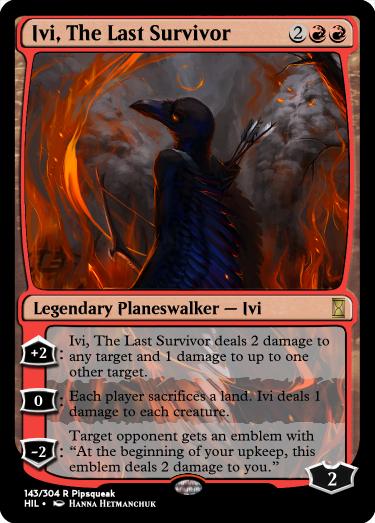 Ivi, The Last Survivor 2
Legendary Planeswalker — Ivi
+2: Ivi, The Last Survivor deals 2 damage to
any target and 1 damage to up to one
other target.
0: Each player sacrifices a land. Ivi deals 1
damage to each creature.
-2: Target opponent gets an emblem with
“At the beginning of your upkeep, this
emblem deals 2 damage to you.”
2
143/304 R Pipsqueak
HIL • Hanna Hetmanchuk